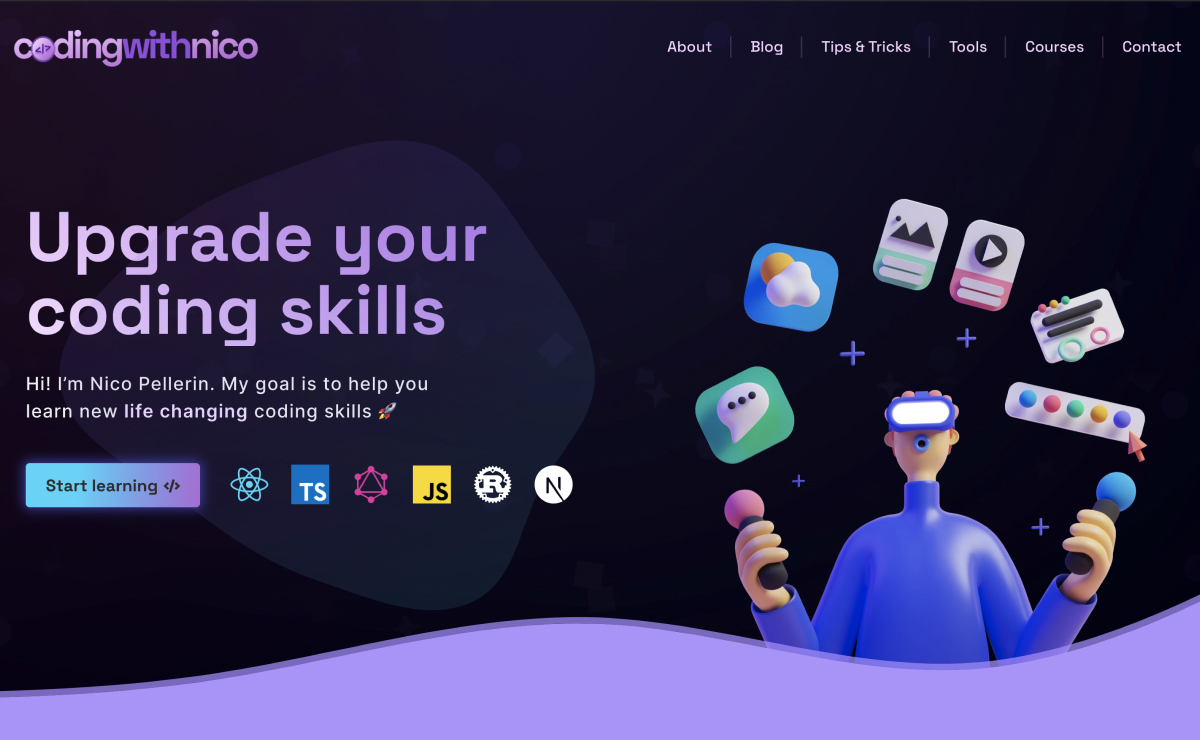 codingwithnico
About
Blog
Tips & Tricks
Tools
Courses
Contact
Upgrade your
coding skills
Hi! I’m Nico Pellerin. My goal is to help you
learn new life changing coding skills 🚀
Start learning </>
TS
JS
R
N